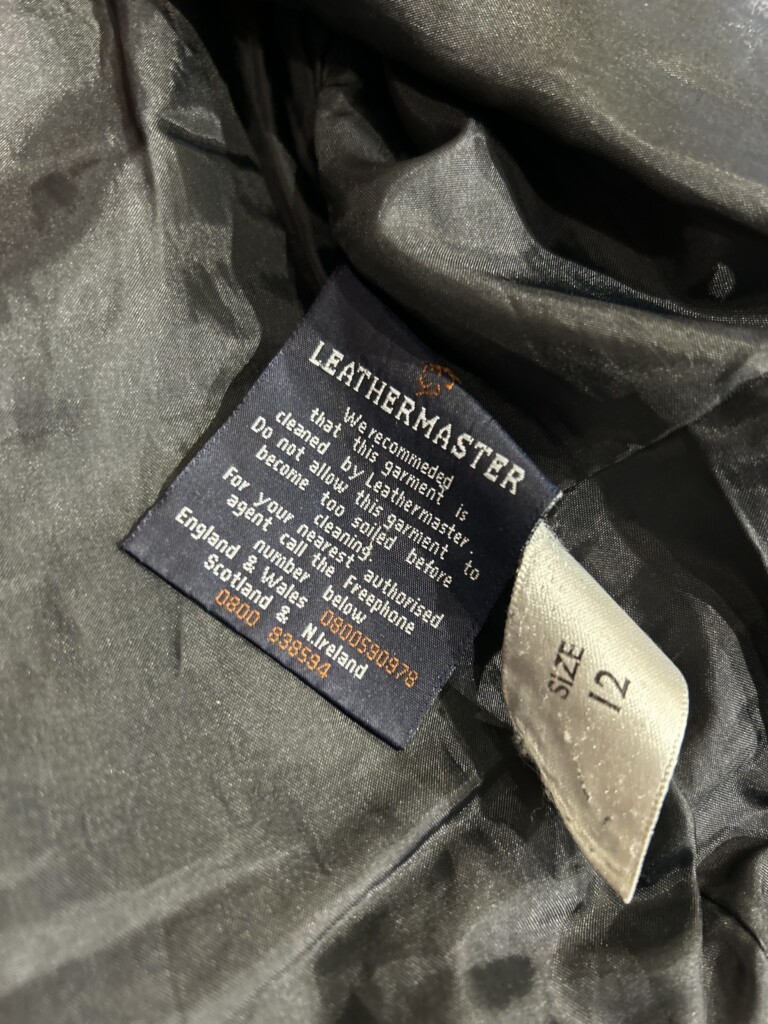 LEATHERMASTER
We recommeded
that this garment is
cleaned by Leathermaster.
Do not allow this garment to
become too soiled before
cleaning.
For your nearest authorised
agent call the Freephone
number below
England & Wales 0800590978
Scotland & N.Ireland
0800 838594
SiZE
12